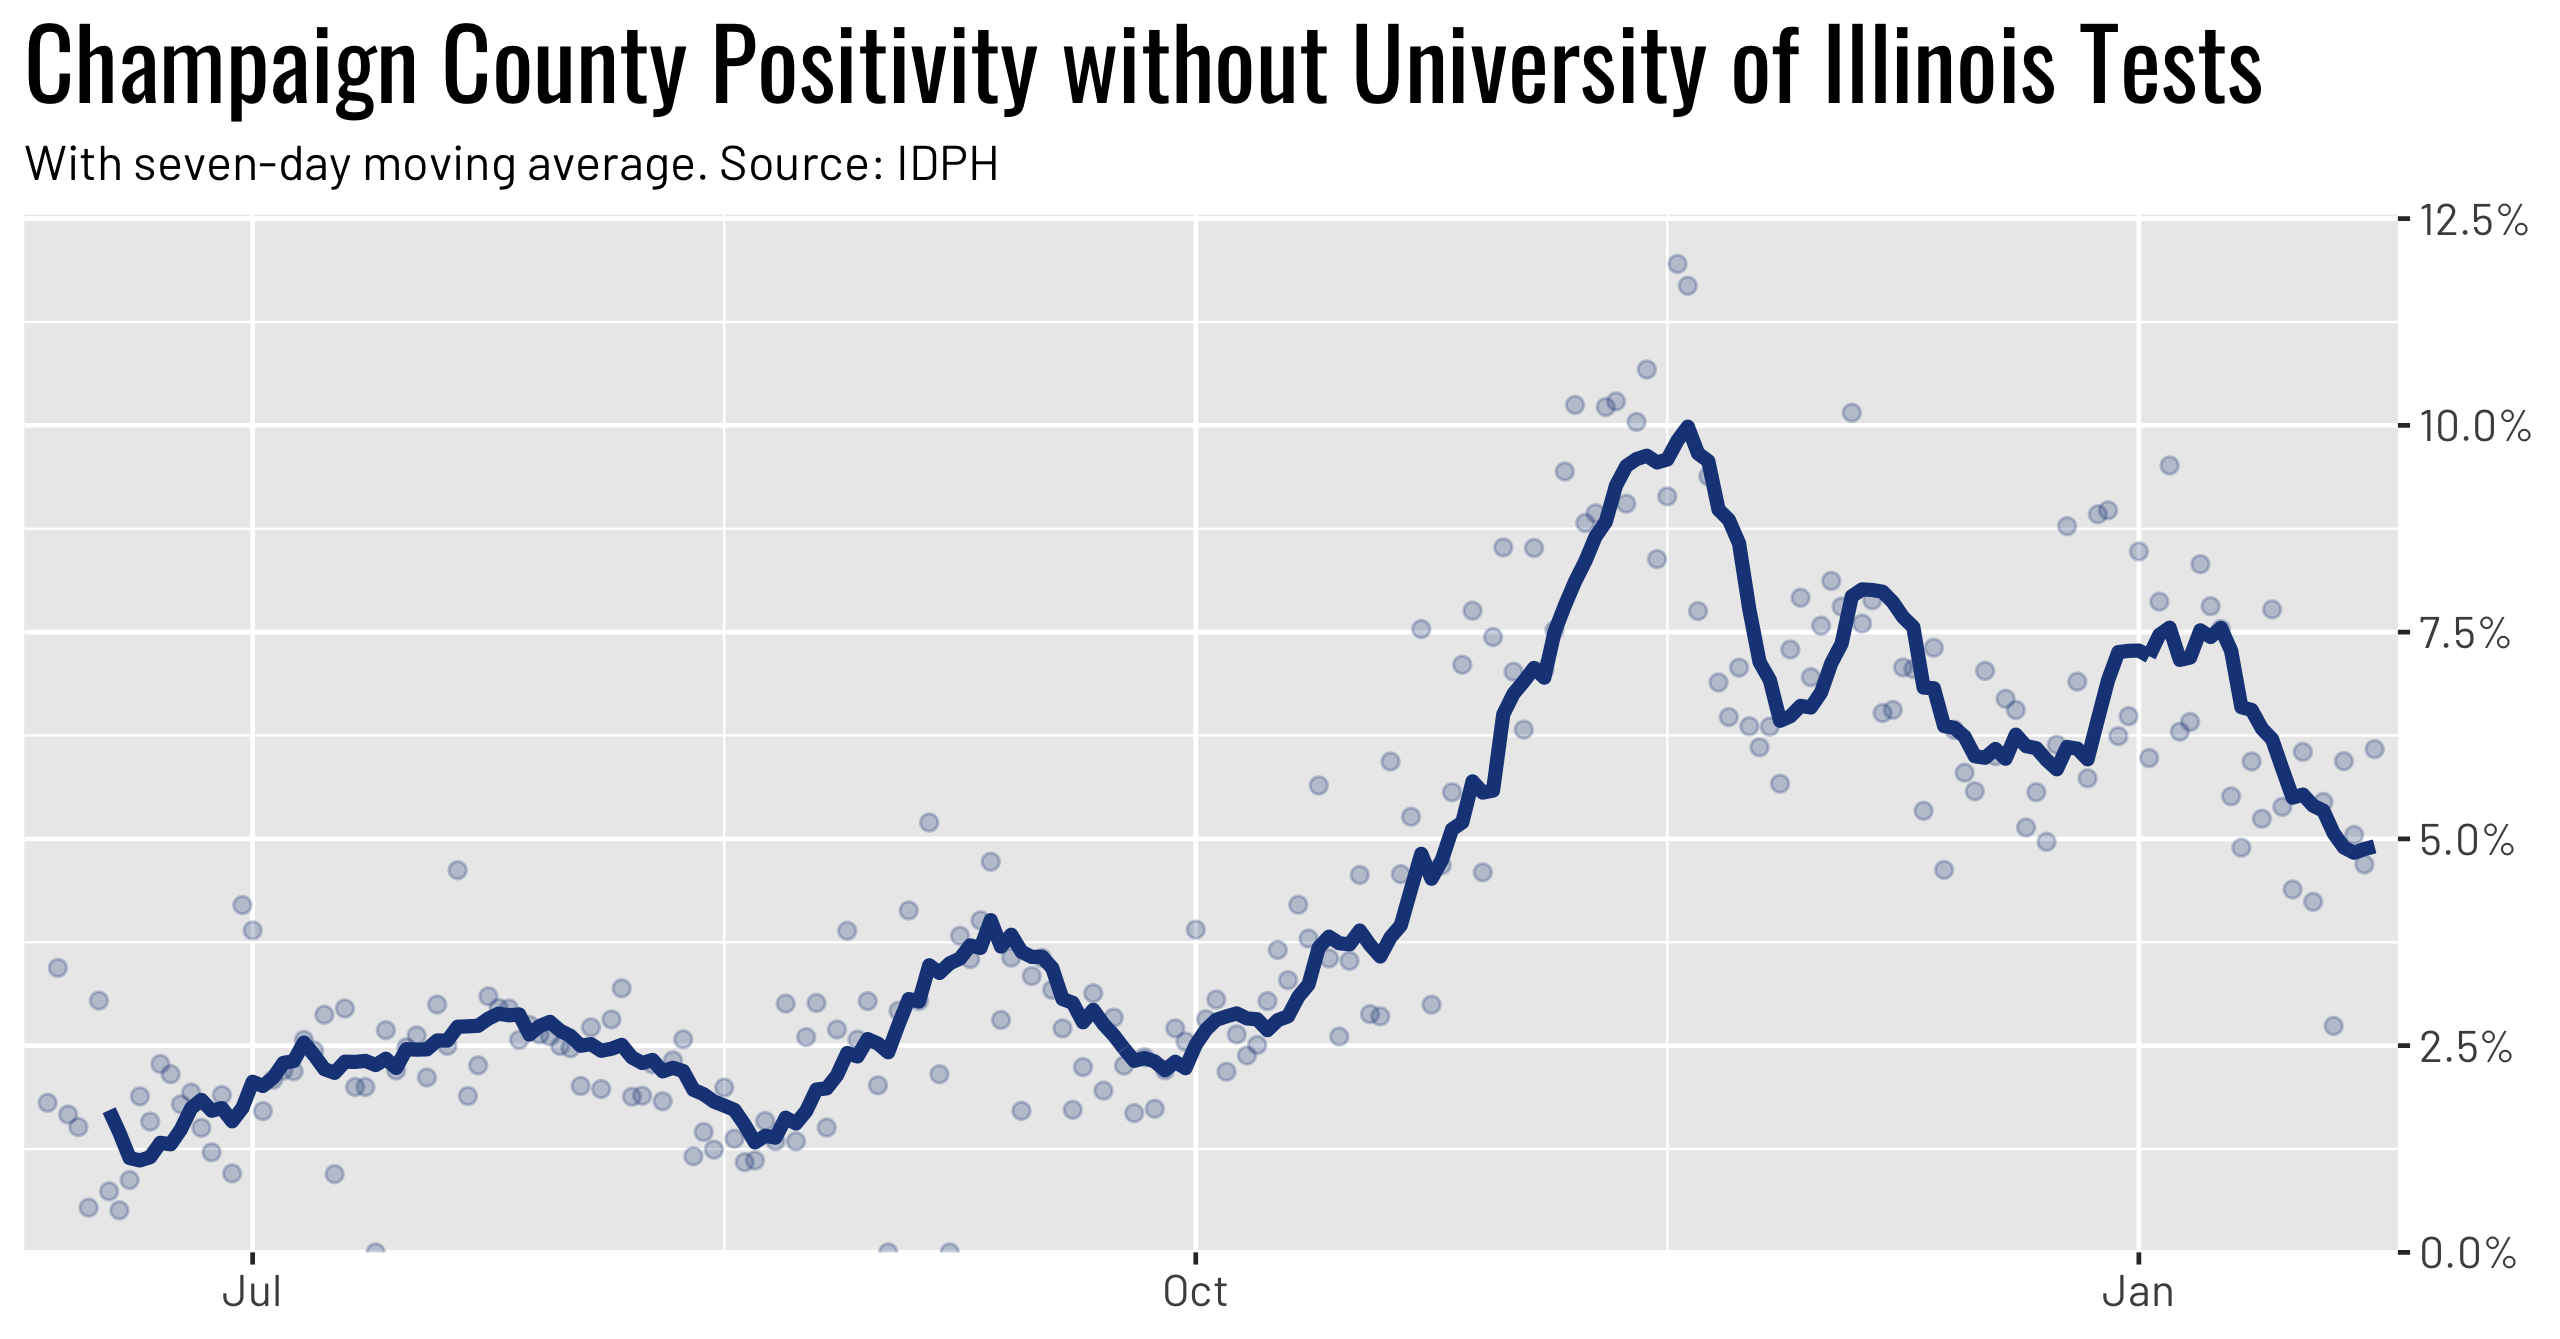 Champaign County Positivity without University of Illinois Tests
With seven-day moving average. Source: IDPH
12.5%
10.0%
7.5%
5.0%
2.5%
0.0%
Jul
Oct
Jan